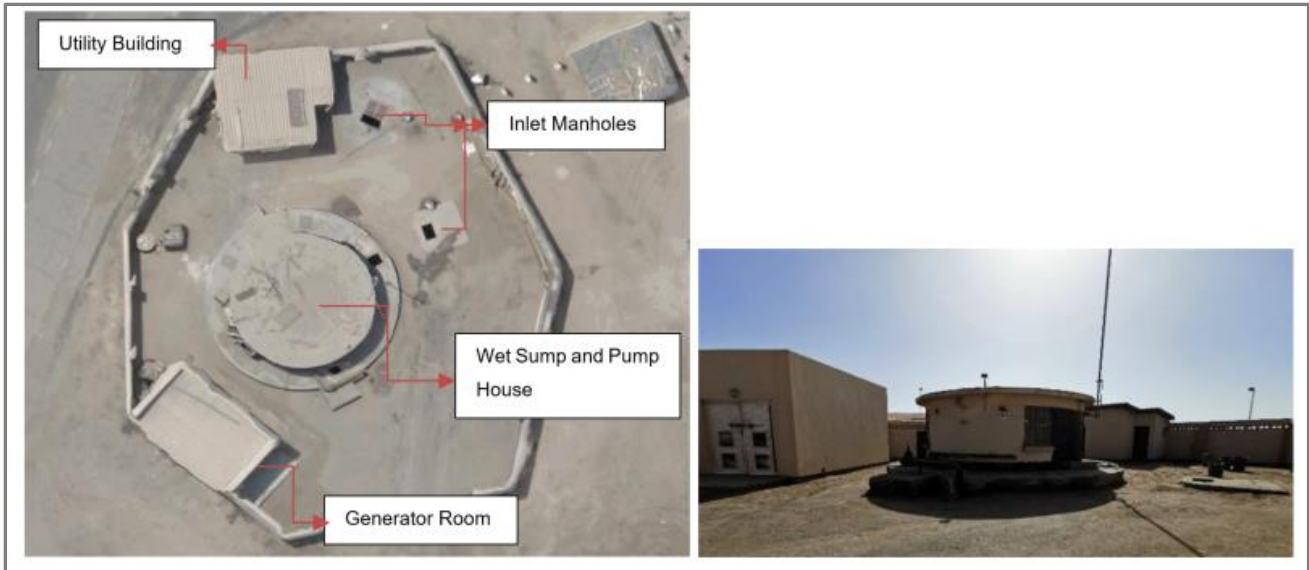 Utility Building
Inlet Manholes
Wet Sump and Pump
House
Generator Room